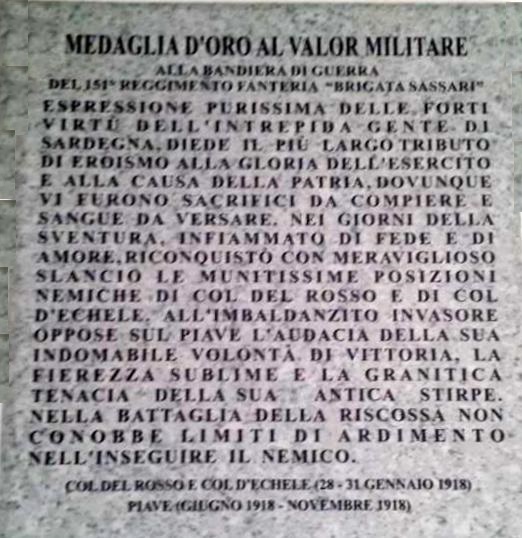 MEDAGLIA D'ORO AL VALOR MILITARE
ALLA BANDIERA DI GUERRA
DEL 151° REGGIMENTO FANTERIA "BRIGATA SASSARI"
ESPRESSIONE PURISSIMA DELLE FORTI
VIRTÙ DELL'INTREPIDA GENTE DI
SARDEGNA, DIEDE IL PIÙ LARGO TRIBUTO
DI EROISMO ALLA GLORIA DELL'ESERCITO
E ALLA CAUSA DELLA PATRIA, DOVUNQUE
VI FURONO SACRIFICI DA COMPIERE E
SANGUE DA VERSARE. NEI GIORNI DELLA
SVENTURA, INFIAMMATO DI FEDE E DI
AMORE, RICONQUISTÒ CON MERAVIGLIOSO
SLANCIO LE MUNITISSIME POSIZIONI
NEMICHE DI COL DEL ROSSO E DI COL
D'ECHELE. ALL'IMBALDANZITO INVASORE
OPPOSE SUL PIAVE L'AUDACIA DELLA SUA
INDOMABILE VOLONTÀ DI VITTORIA, LA
FIEREZZA SUBLIME E LA GRANITICA
TENACIA DELLA SUA ANTICA STIRPE.
NELLA BATTAGLIA DELLA RISCOSSA NON
CONOBBE LIMITI DI ARDIMENTO
NELL'INSEGUIRE IL NEMICO.
COL DEL ROSSO E COL D'ECHELE (28 - 31 GENNAIO 1918)
PIAVE (GIUGNO 1918 - NOVEMBRE 1918)